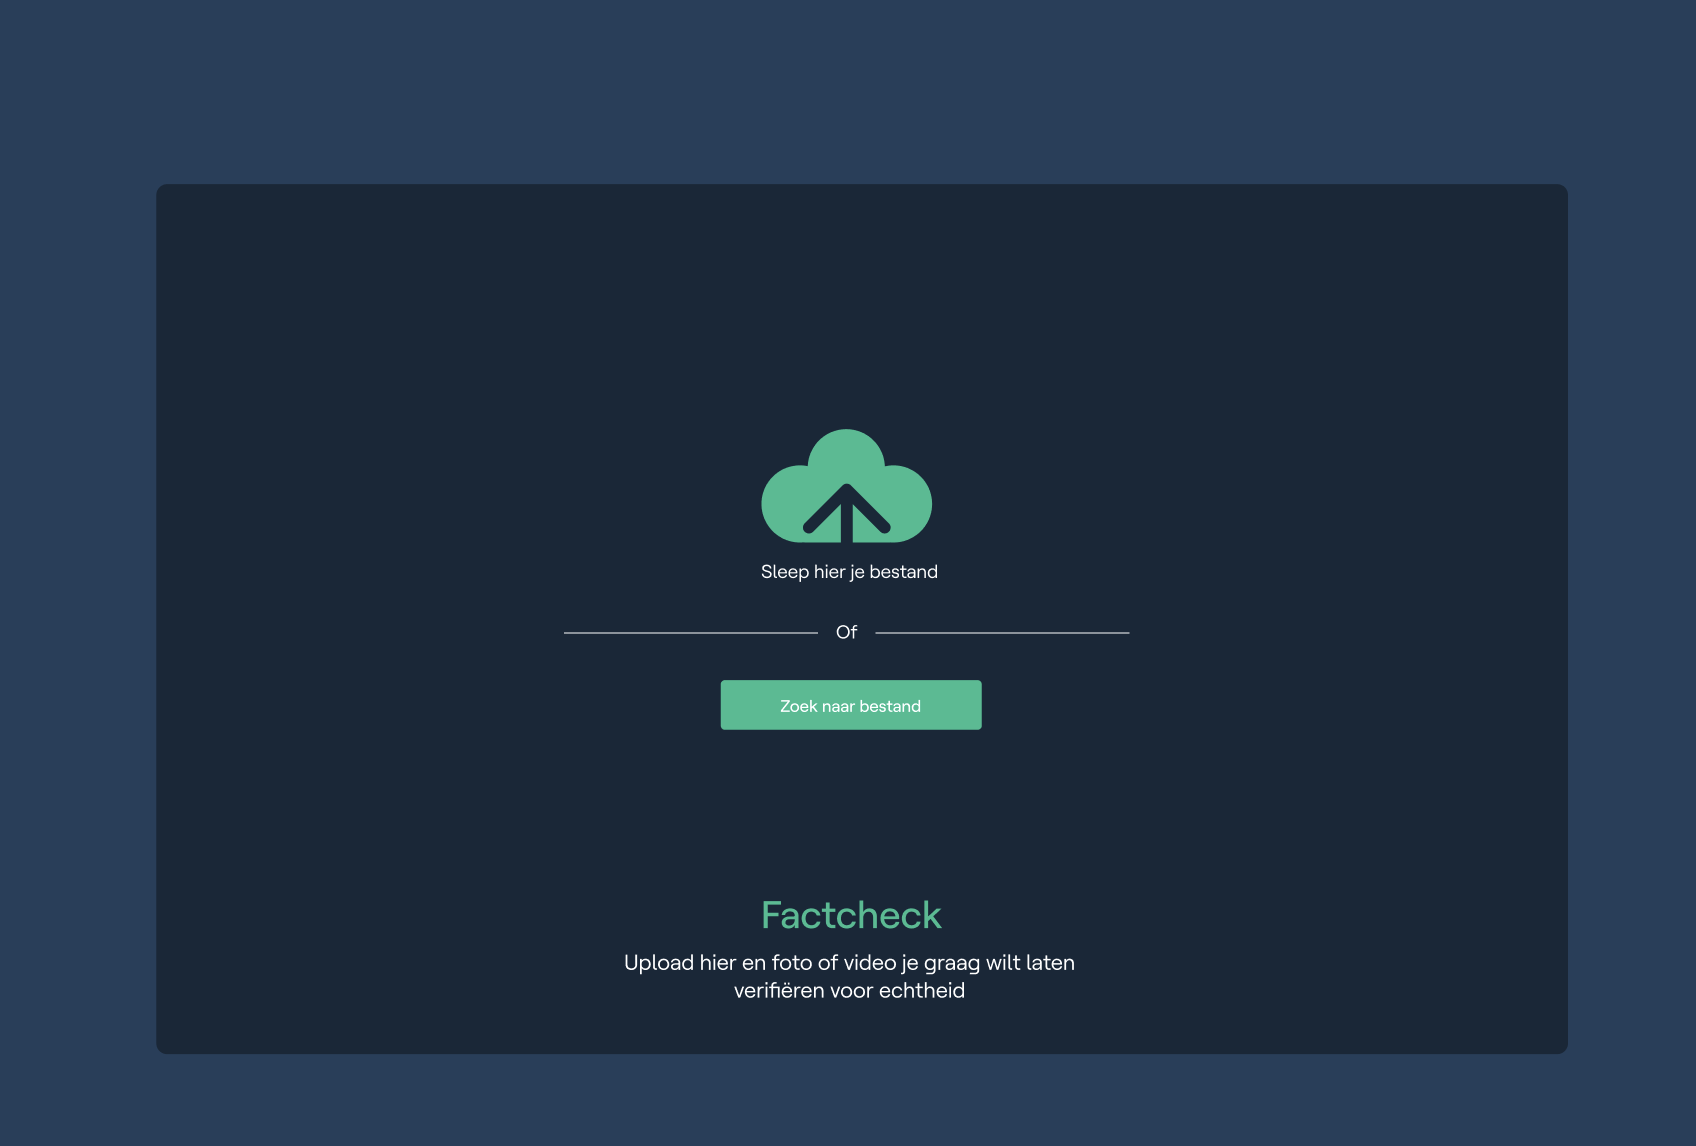 Sleep hier je bestand
Of
Zoek naar bestand
Factcheck
Upload hier en foto of video je graag wilt laten
verifiëren voor echtheid